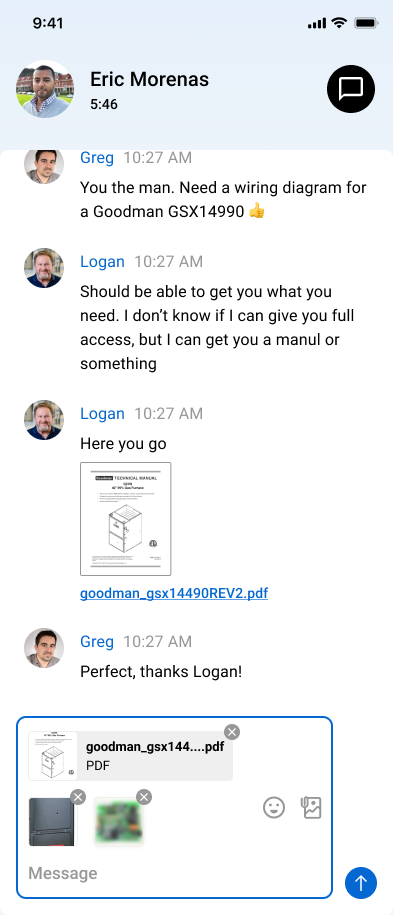 9:41
Eric Morenas
5:46
Greg 10:27 AM
You the man. Need a wiring diagram for
a Goodman GSX14990 👍
Logan 10:27 AM
Should be able to get you what you
need. I don’t know if I can give you full
access, but I can get you a manul or
something
Logan 10:27 AM
Here you go
Goodman TECHNICAL MANUAL
goodman_gsx14490REV2.pdf
Greg 10:27 AM
Perfect, thanks Logan!
goodman_gsx144....pdf
PDF
Message